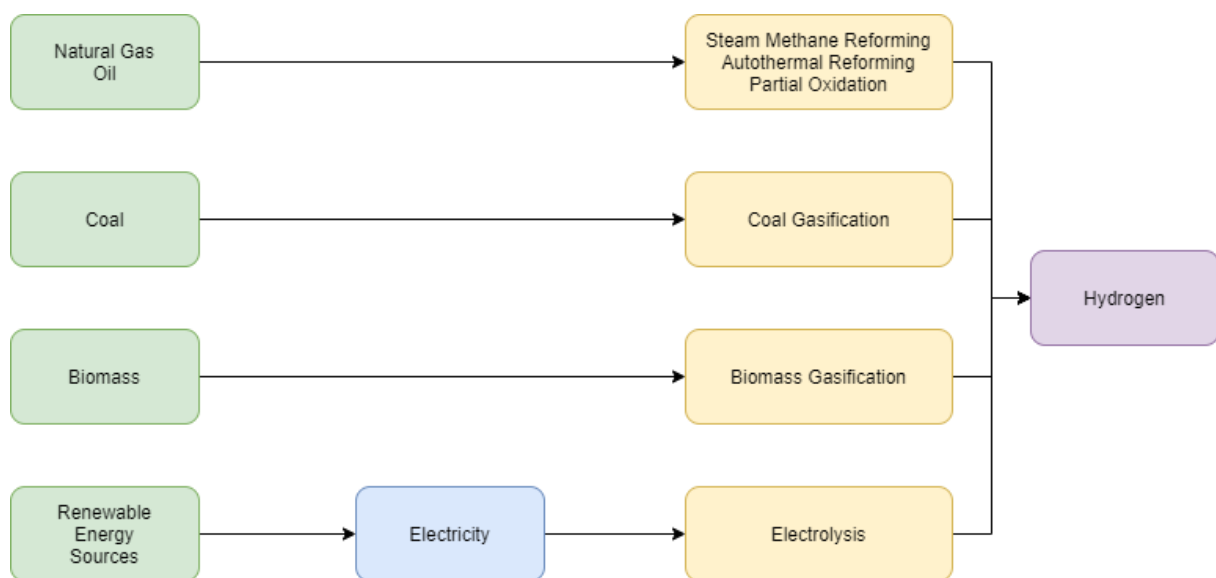 Natural Gas
Oil
Steam Methane Reforming
Autothermal Reforming
Partial Oxidation
Coal
Coal Gasification
Hydrogen
Biomass
Biomass Gasification
Renewable
Energy
Sources
Electricity
Electrolysis